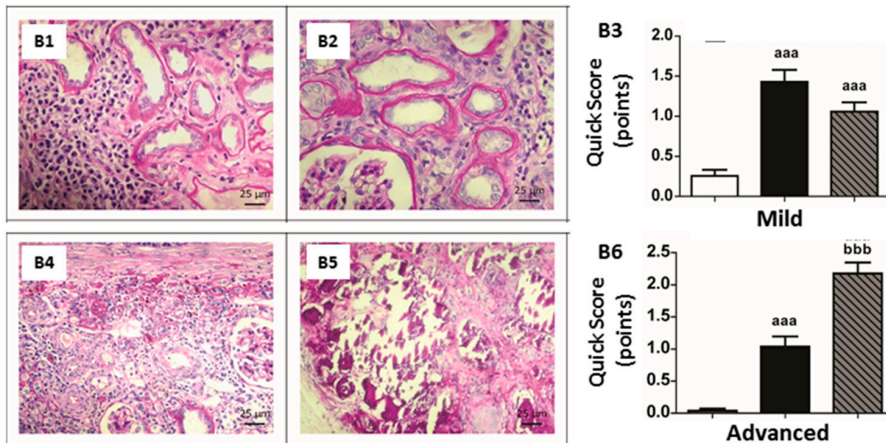 B1
25 µm
B2
25 µm
B3
Quick Score
(points)
2.0
1.5
1.0
0.5
0.0
aaa
aaa
Mild
B4
25 µm
B5
25 µm
B6
Quick Score
(points)
2.5
2.0
1.5
1.0
0.5
0.0
aaa
bbb
Advanced